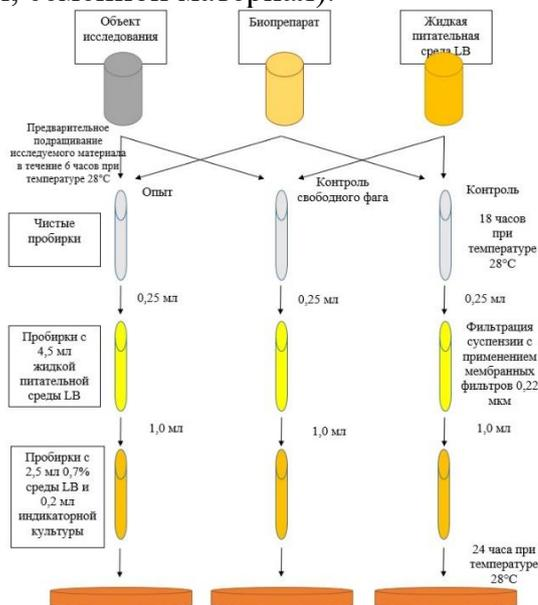 Объект
исследования
Биопрепарат
Жидкая
питательная
среда LB
Предварительное
подращивание
исследуемого материала
в течение 6 часов при
температуре 28°С
Опыт
Контроль
свободного фага
Контроль
Чистые
пробирки
18 часов
при
температуре
28°С
0,25 мл
0,25 мл
0,25 мл
Пробирки с
4,5 мл
жидкой
питательной
среды LB
Фильтрация
суспензии с
применением
мембранных
фильтров 0,22
мкм
1,0 мл
1,0 мл
1,0 мл
Пробирки с
2,5 мл 0,7%
среды LB и
0,2 мл
индикаторной
культуры
24 часа при
температуре
28°С